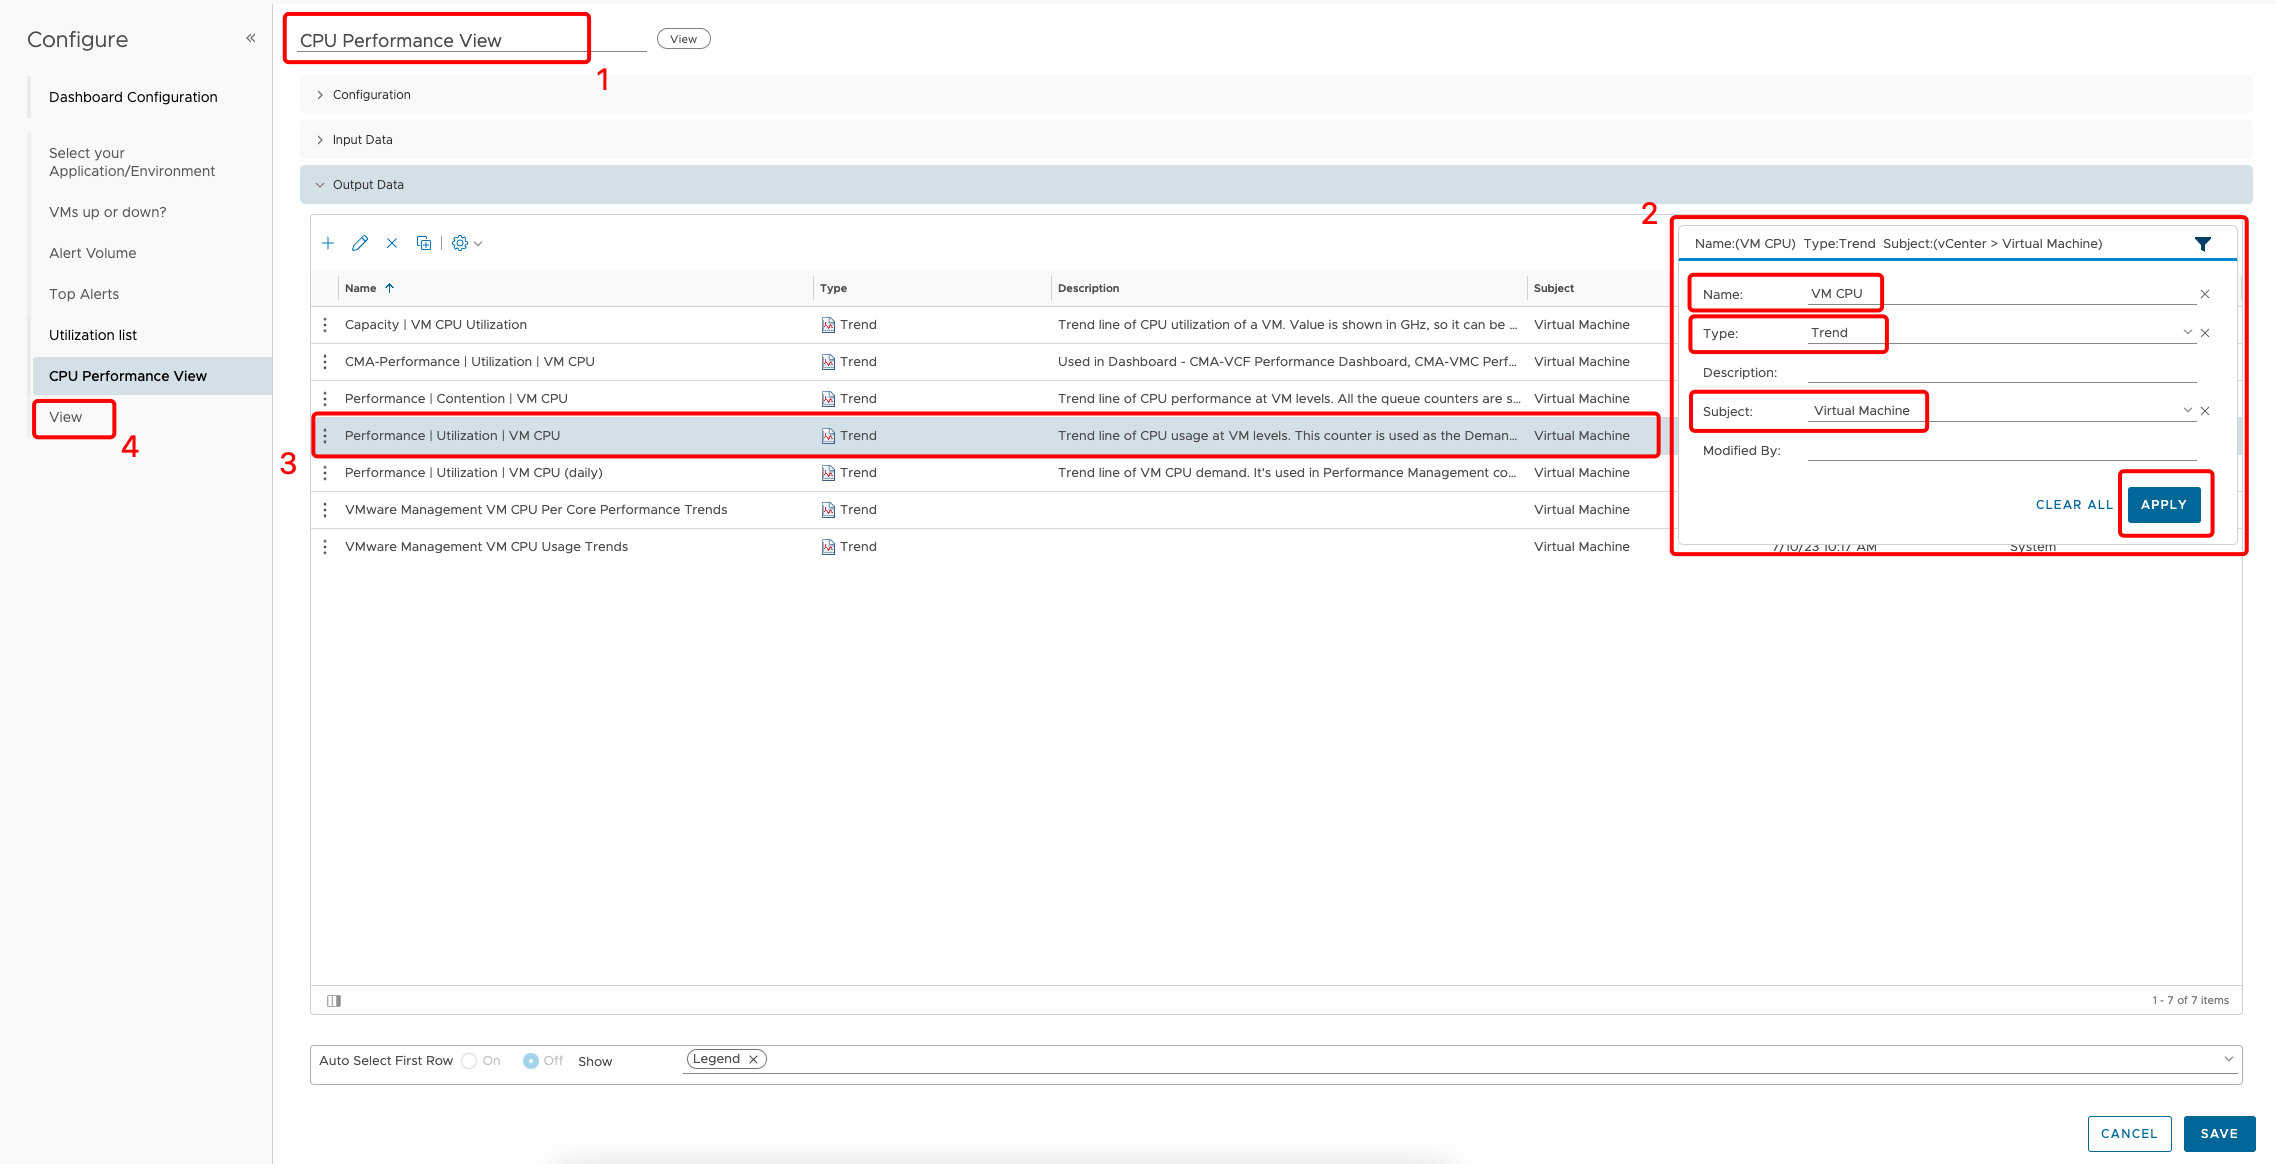 Configure
Dashboard Configuration
Select your
Application/Environment
VMs up or down?
Alert Volume
Top Alerts
Utilization list
CPU Performance View
View
4
CPU Performance View
View
1
Configuration
Input Data
Output Data
2
Name:(VM CPU) Type:Trend Subject:(vCenter > Virtual Machine)
Name: VM CPU
Type: Trend
Description:
Subject: Virtual Machine
Modified By:
CLEAR ALL APPLY
Name Type Description Subject
Capacity | VM CPU Utilization Trend Trend line of CPU utilization of a VM. Value is shown in GHz, so it can be ... Virtual Machine
CMA-Performance | Utilization | VM CPU Trend Used in Dashboard - CMA-VCF Performance Dashboard, CMA-VMC Perf... Virtual Machine
Performance | Contention | VM CPU Trend Trend line of CPU performance at VM levels. All the queue counters are s... Virtual Machine
Performance | Utilization | VM CPU Trend Trend line of CPU usage at VM levels. This counter is used as the Deman... Virtual Machine
3
Performance | Utilization | VM CPU (daily) Trend Trend line of VM CPU demand. It's used in Performance Management co... Virtual Machine
VMware Management VM CPU Per Core Performance Trends Trend Virtual Machine
VMware Management VM CPU Usage Trends Trend Virtual Machine 7/10/23 10:17 AM System
1 - 7 of 7 items
Auto Select First Row On Off Show Legend
CANCEL SAVE